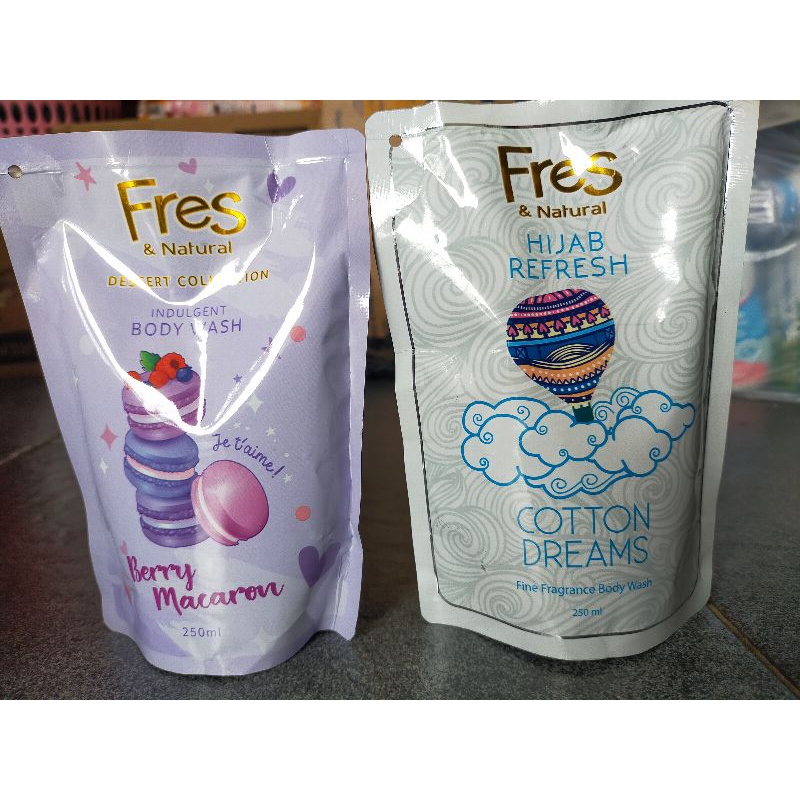 Fres
& Natural
DESSERT COLLECTION
INDULGENT
BODY WASH
Je t'aime!
Berry
Macaron
250ml
Fres
& Natural
HIJAB
REFRESH
COTTON
DREAMS
Fine Fragrance Body Wash
250 ml